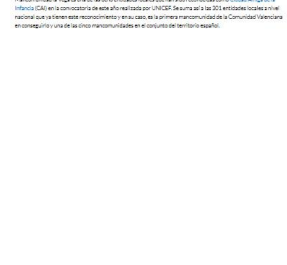 Infancia (CAI) en la convocatoria de este año realizada por UNICEF. Se suma así a las 301 entidades locales a nivel
nacional que ya tienen este reconocimiento y en su caso, es la primera mancomunidad de la Comunidad Valenciana
en conseguirlo y una de las cinco mancomunidades en el conjunto del territorio español.